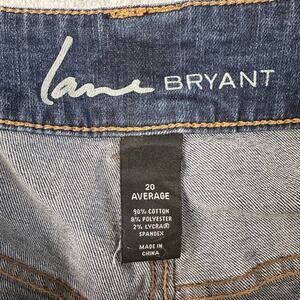 lane BRYANT
20
AVERAGE
90% COTTON
8% POLYESTER
2% LYCRA®
SPANDEX
MADE IN
CHINA